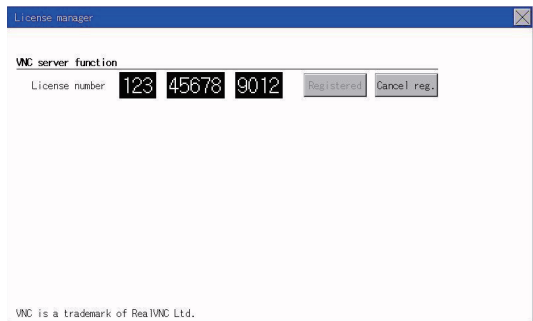 License manager
VNC server function
License number 123 45678 9012 Registered Cancel reg.
VNC is a trademark of RealVNC Ltd.